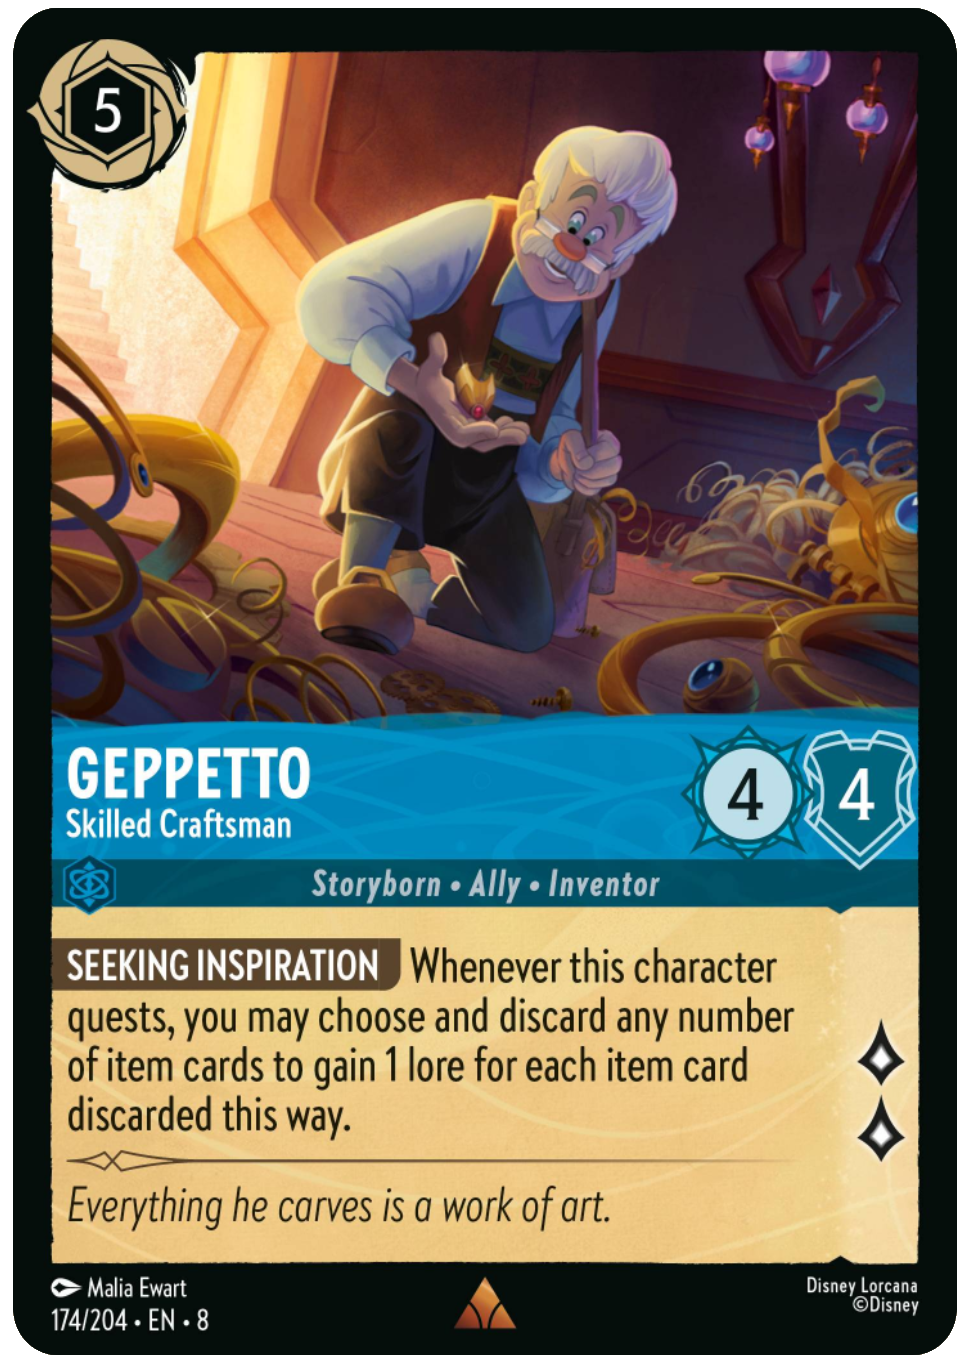 5
GEPPETTO
Skilled Craftsman
4
4
Storyborn • Ally • Inventor
SEEKING INSPIRATION Whenever this character
quests, you may choose and discard any number
of item cards to gain 1 lore for each item card
discarded this way.
Everything he carves is a work of art.
Malia Ewart
174/204 • EN • 8
Disney Lorcana
©Disney